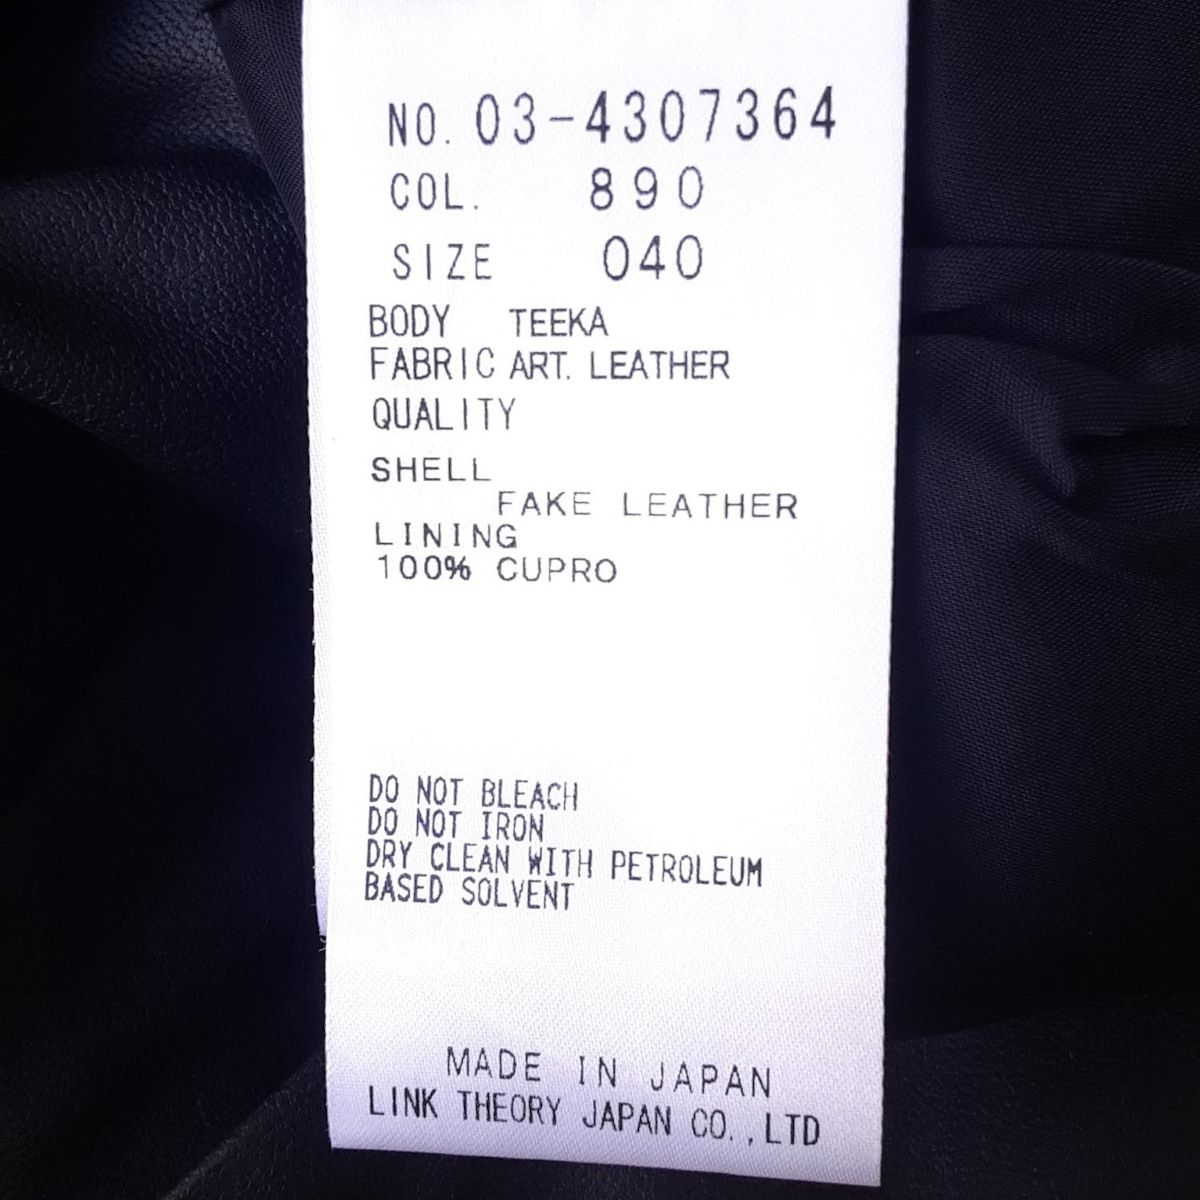 NO. 03-4307364
COL. 890
SIZE 040
BODY TEEKA
FABRIC ART. LEATHER
QUALITY
SHELL
FAKE LEATHER
LINING
100% CUPRO
DO NOT BLEACH
DO NOT IRON
DRY CLEAN WITH PETROLEUM
BASED SOLVENT
MADE IN JAPAN
LINK THEORY JAPAN CO.,LTD